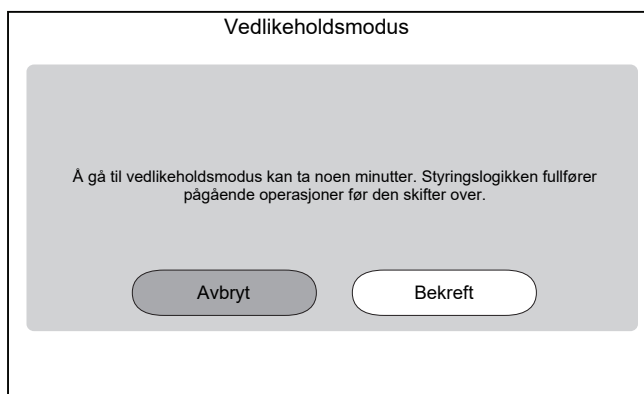 Vedlikeholdsmodus
Å gå til vedlikeholdsmodus kan ta noen minutter. Styringslogikken fullfører
pågående operasjoner før den skifter over.
Avbryt
Bekreft